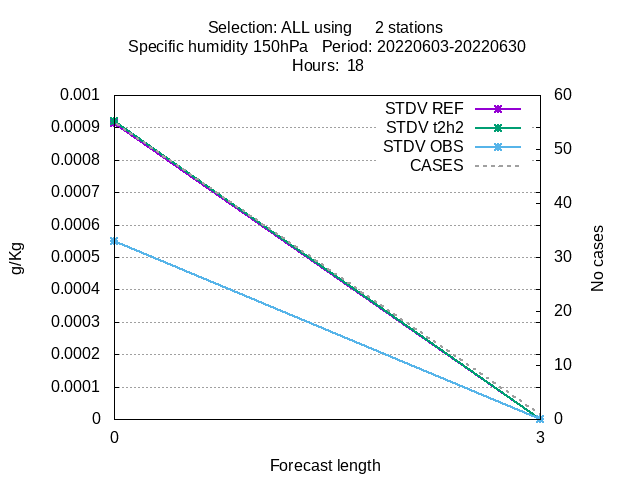 Selection: ALL using     2 stations
Specific humidity 150hPa   Period: 20220603-20220630
Hours:  18
0.001
0.0009
0.0008
0.0007
0.0006
0.0005
0.0004
0.0003
0.0002
0.0001
0
g/Kg
STDV REF
STDV t2h2
STDV OBS
CASES
60
50
40
30
20
10
0
No cases
0
3
Forecast length